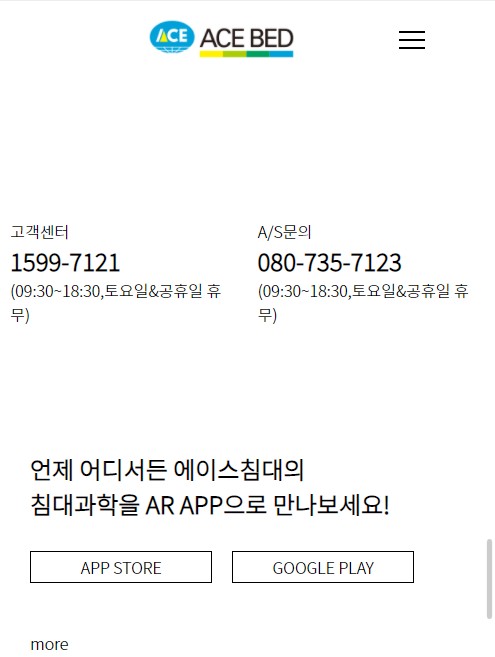 ACE ACE BED
고객센터
1599-7121
(09:30~18:30,토요일&공휴일 휴
무)
A/S문의
080-735-7123
(09:30~18:30,토요일&공휴일 휴
무)
언제 어디서든 에이스침대의
침대과학을 AR APP으로 만나보세요!
APP STORE
GOOGLE PLAY
more